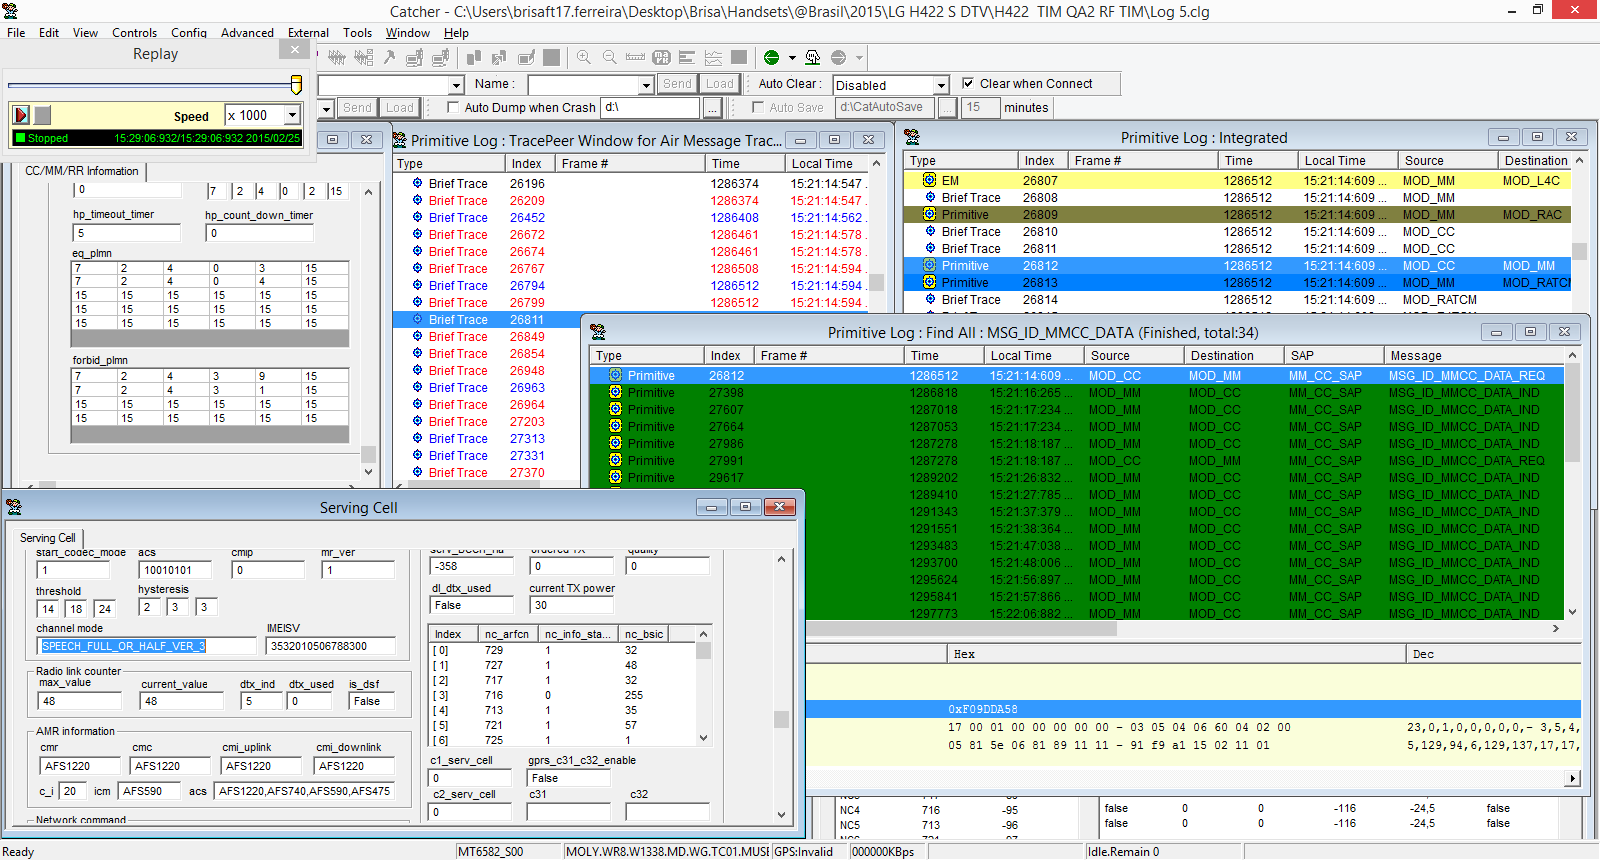 Catcher - C:\Users\brisaft17.ferreira\Desktop\Brisa\Handsets\@Brasil\2015\LG H422 S DTV\H422  TIM QA2 RF TIM\Log 5.clg
File Edit View Controls Config Advanced External Tools Window Help
Replay
Name : Send Load Auto Clear : Disabled Clear when Connect
Speed x 1000
Send Load Auto Dump when Crash d:\ ... Auto Save d:\CatAutoSave ... 15 minutes
Stopped 15:29:06:932/15:29:06:932 2015/02/25
CC/MM/RR Information
0 7 2 4 0 2 15
hp_timeout_timer hp_count_down_timer
5 0
eq_plmn
7 2 4 0 3 15
7 2 4 0 4 15
15 15 15 15 15 15
15 15 15 15 15 15
15 15 15 15 15 15
forbid_plmn
7 2 4 3 9 15
7 2 4 3 1 15
15 15 15 15 15 15
15 15 15 15 15 15
15 15 15 15 15 15
Primitive Log : TracePeer Window for Air Message Trac...
Type Index Frame # Time Local Time
Brief Trace 26196 1286374 15:21:14:547
Brief Trace 26209 1286374 15:21:14:547
Brief Trace 26452 1286408 15:21:14:562
Brief Trace 26672 1286461 15:21:14:578
Brief Trace 26674 1286461 15:21:14:578
Brief Trace 26767 1286508 15:21:14:594
Brief Trace 26794 1286512 15:21:14:594
Brief Trace 26799 1286512 15:21:14:594
Brief Trace 26811
Brief Trace 26849
Brief Trace 26854
Brief Trace 26948
Brief Trace 26963
Brief Trace 26964
Brief Trace 27203
Brief Trace 27313
Brief Trace 27331
Brief Trace 27370
Primitive Log : Integrated
Type Index Frame # Time Local Time Source Destination
EM 26807 1286512 15:21:14:609 ... MOD_MM MOD_L4C
Brief Trace 26808 1286512 15:21:14:609 ... MOD_MM
Primitive 26809 1286512 15:21:14:609 ... MOD_MM MOD_RAC
Brief Trace 26810 1286512 15:21:14:609 ... MOD_CC
Brief Trace 26811 1286512 15:21:14:609 ... MOD_CC
Primitive 26812 1286512 15:21:14:609 ... MOD_CC MOD_MM
Primitive 26813 1286512 15:21:14:609 ... MOD_MM MOD_RATCM
Brief Trace 26814 1286512 15:21:14:609 ... MOD_RATCM
Primitive Log : Find All : MSG_ID_MMCC_DATA (Finished, total:34)
Type Index Frame # Time Local Time Source Destination SAP Message
Primitive 26812 1286512 15:21:14:609 ... MOD_CC MOD_MM MM_CC_SAP MSG_ID_MMCC_DATA_REQ
Primitive 27398 1286818 15:21:16:265 ... MOD_MM MOD_CC MM_CC_SAP MSG_ID_MMCC_DATA_IND
Primitive 27607 1287018 15:21:17:234 ... MOD_MM MOD_CC MM_CC_SAP MSG_ID_MMCC_DATA_IND
Primitive 27664 1287053 15:21:17:234 ... MOD_MM MOD_CC MM_CC_SAP MSG_ID_MMCC_DATA_IND
Primitive 27986 1287278 15:21:18:187 ... MOD_MM MOD_CC MM_CC_SAP MSG_ID_MMCC_DATA_IND
Primitive 27991 1287278 15:21:18:187 ... MOD_CC MOD_MM MM_CC_SAP MSG_ID_MMCC_DATA_REQ
Primitive 29617 1289202 15:21:26:832 ... MOD_MM MOD_CC MM_CC_SAP MSG_ID_MMCC_DATA_IND
1289410 15:21:27:785 ... MOD_MM MOD_CC MM_CC_SAP MSG_ID_MMCC_DATA_IND
1291343 15:21:37:379 ... MOD_MM MOD_CC MM_CC_SAP MSG_ID_MMCC_DATA_IND
1291551 15:21:38:364 ... MOD_MM MOD_CC MM_CC_SAP MSG_ID_MMCC_DATA_IND
1293483 15:21:47:038 ... MOD_MM MOD_CC MM_CC_SAP MSG_ID_MMCC_DATA_IND
1293700 15:21:48:006 ... MOD_MM MOD_CC MM_CC_SAP MSG_ID_MMCC_DATA_IND
1295624 15:21:56:897 ... MOD_MM MOD_CC MM_CC_SAP MSG_ID_MMCC_DATA_IND
1295841 15:21:57:866 ... MOD_MM MOD_CC MM_CC_SAP MSG_ID_MMCC_DATA_IND
1297773 15:22:06:882 ... MOD_MM MOD_CC MM_CC_SAP MSG_ID_MMCC_DATA_IND
Hex Dec
0xF09DDA58
17 00 01 00 00 00 00 00 - 03 05 04 06 60 04 02 00 23,0,1,0,0,0,0,0,- 3,5,4,
05 81 5e 06 81 89 11 11 - 91 f9 a1 15 02 11 01 5,129,94,6,129,137,17,17,
Serving Cell
Serving Cell
start_codec_mode acs cmip mr_ver
1 10010101 0 1
threshold hysteresis
14 18 24 2 3 3
channel mode IMEISV
SPEECH_FULL_OR_HALF_VER_3 3532010506788300
Radio link counter
max_value current_value dtx_ind dtx_used is_dsf
48 48 5 0 False
AMR information
cmr cmc cmi_uplink cmi_downlink
AFS1220 AFS1220 AFS1220 AFS1220
c_i 20 icm AFS590 acs AFS1220,AFS740,AFS590,AFS475
Network command
serv_DCCH_ha ordered TX quality
-358 0 0
dl_dtx_used current TX power
False 30
Index nc_arfcn nc_info_sta... nc_bsic
[ 0] 729 1 32
[ 1] 727 1 48
[ 2] 717 1 32
[ 3] 716 0 255
[ 4] 713 1 35
[ 5] 721 1 57
[ 6] 725 1 1
c1_serv_cell gprs_c31_c32_enable
0 False
c2_serv_cell c31 c32
0
NC4 716 -95 false 0 0 -116 -24,5 false
NC5 713 -96 false 0 0 -116 -24,5 false
Ready MT6582_S00 MOLY.WR8.W1338.MD.WG.TC01.MUSE GPS:Invalid 000000KBps Idle.Remain 0